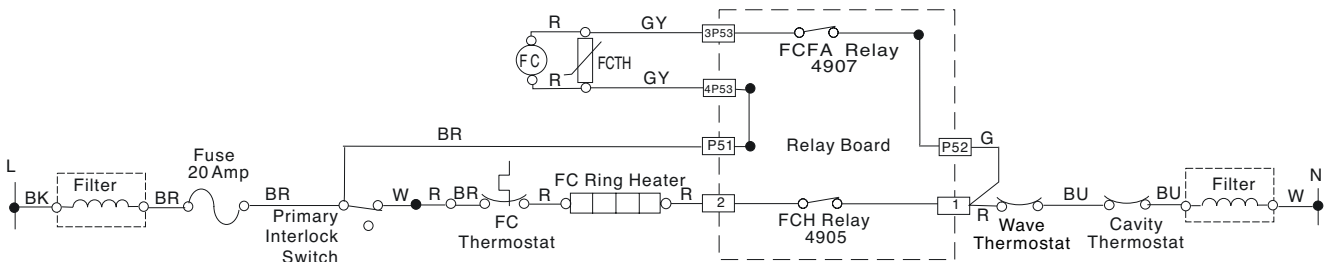 R GY 3P53
FC FCTH
FCFA Relay
4907
R GY 4P53
BR P51 Relay Board P52 G
L
Fuse
20 Amp
Filter
BK BR BR
Primary
Interlock
Switch
W R BR
FC
Thermostat
R
FC Ring Heater
R 2
FCH Relay
4905
1 R
Wave
Thermostat
BU
Cavity
Thermostat
BU
Filter
W
N